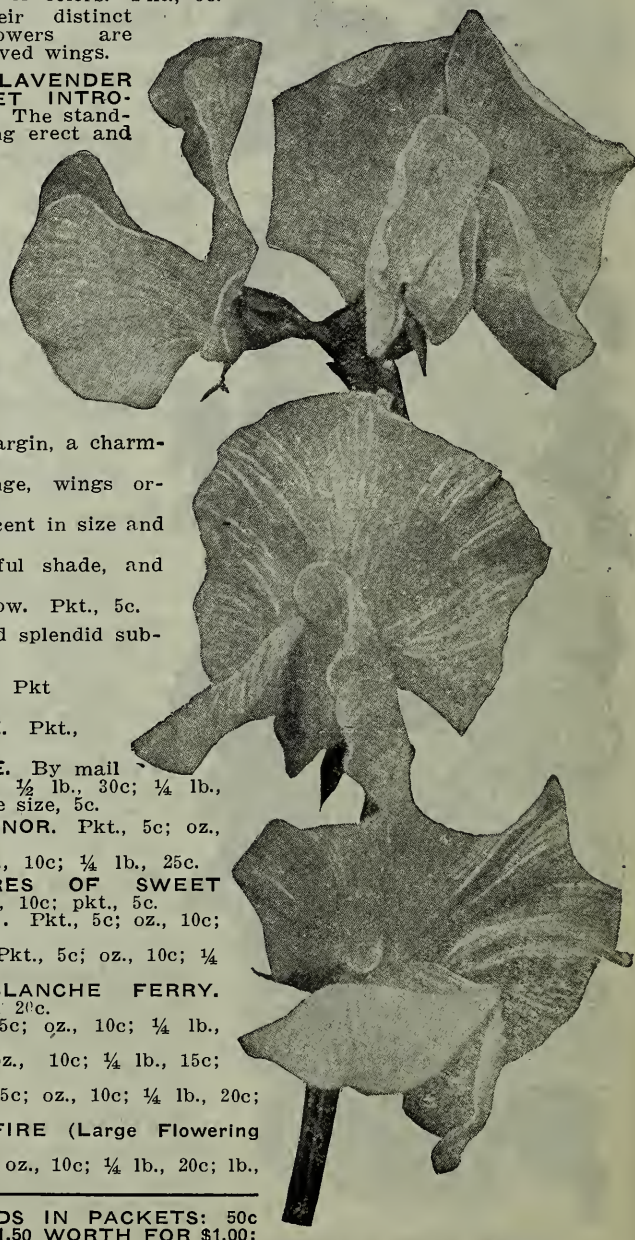 their distinct
flowers are
ved wings.
LAVENDER
ET INTRO-
The stand-
ng erect and
argin, a charm-
nge, wings or-
cent in size and
ful shade, and
ow. Pkt., 5c.
d splendid sub-
Pkt
. Pkt.,
E. By mail
½ lb., 30c; ¼ lb.,
e size, 5c.
NOR. Pkt., 5c; oz.,
., 10c; ¼ lb., 25c.
RES OF SWEET
, 10c; pkt., 5c.
. Pkt., 5c; oz., 10c;
Pkt., 5c; oz., 10c; ¼
LANCHE FERRY.
20c.
5c; oz., 10c; ¼ lb.,
oz., 10c; ¼ lb., 15c;
5c; oz., 10c; ¼ lb., 20c;
FIRE (Large Flowering
oz., 10c; ¼ lb., 20c; lb.,
DS IN PACKETS: 50c
1.50 WORTH FOR $1.00: